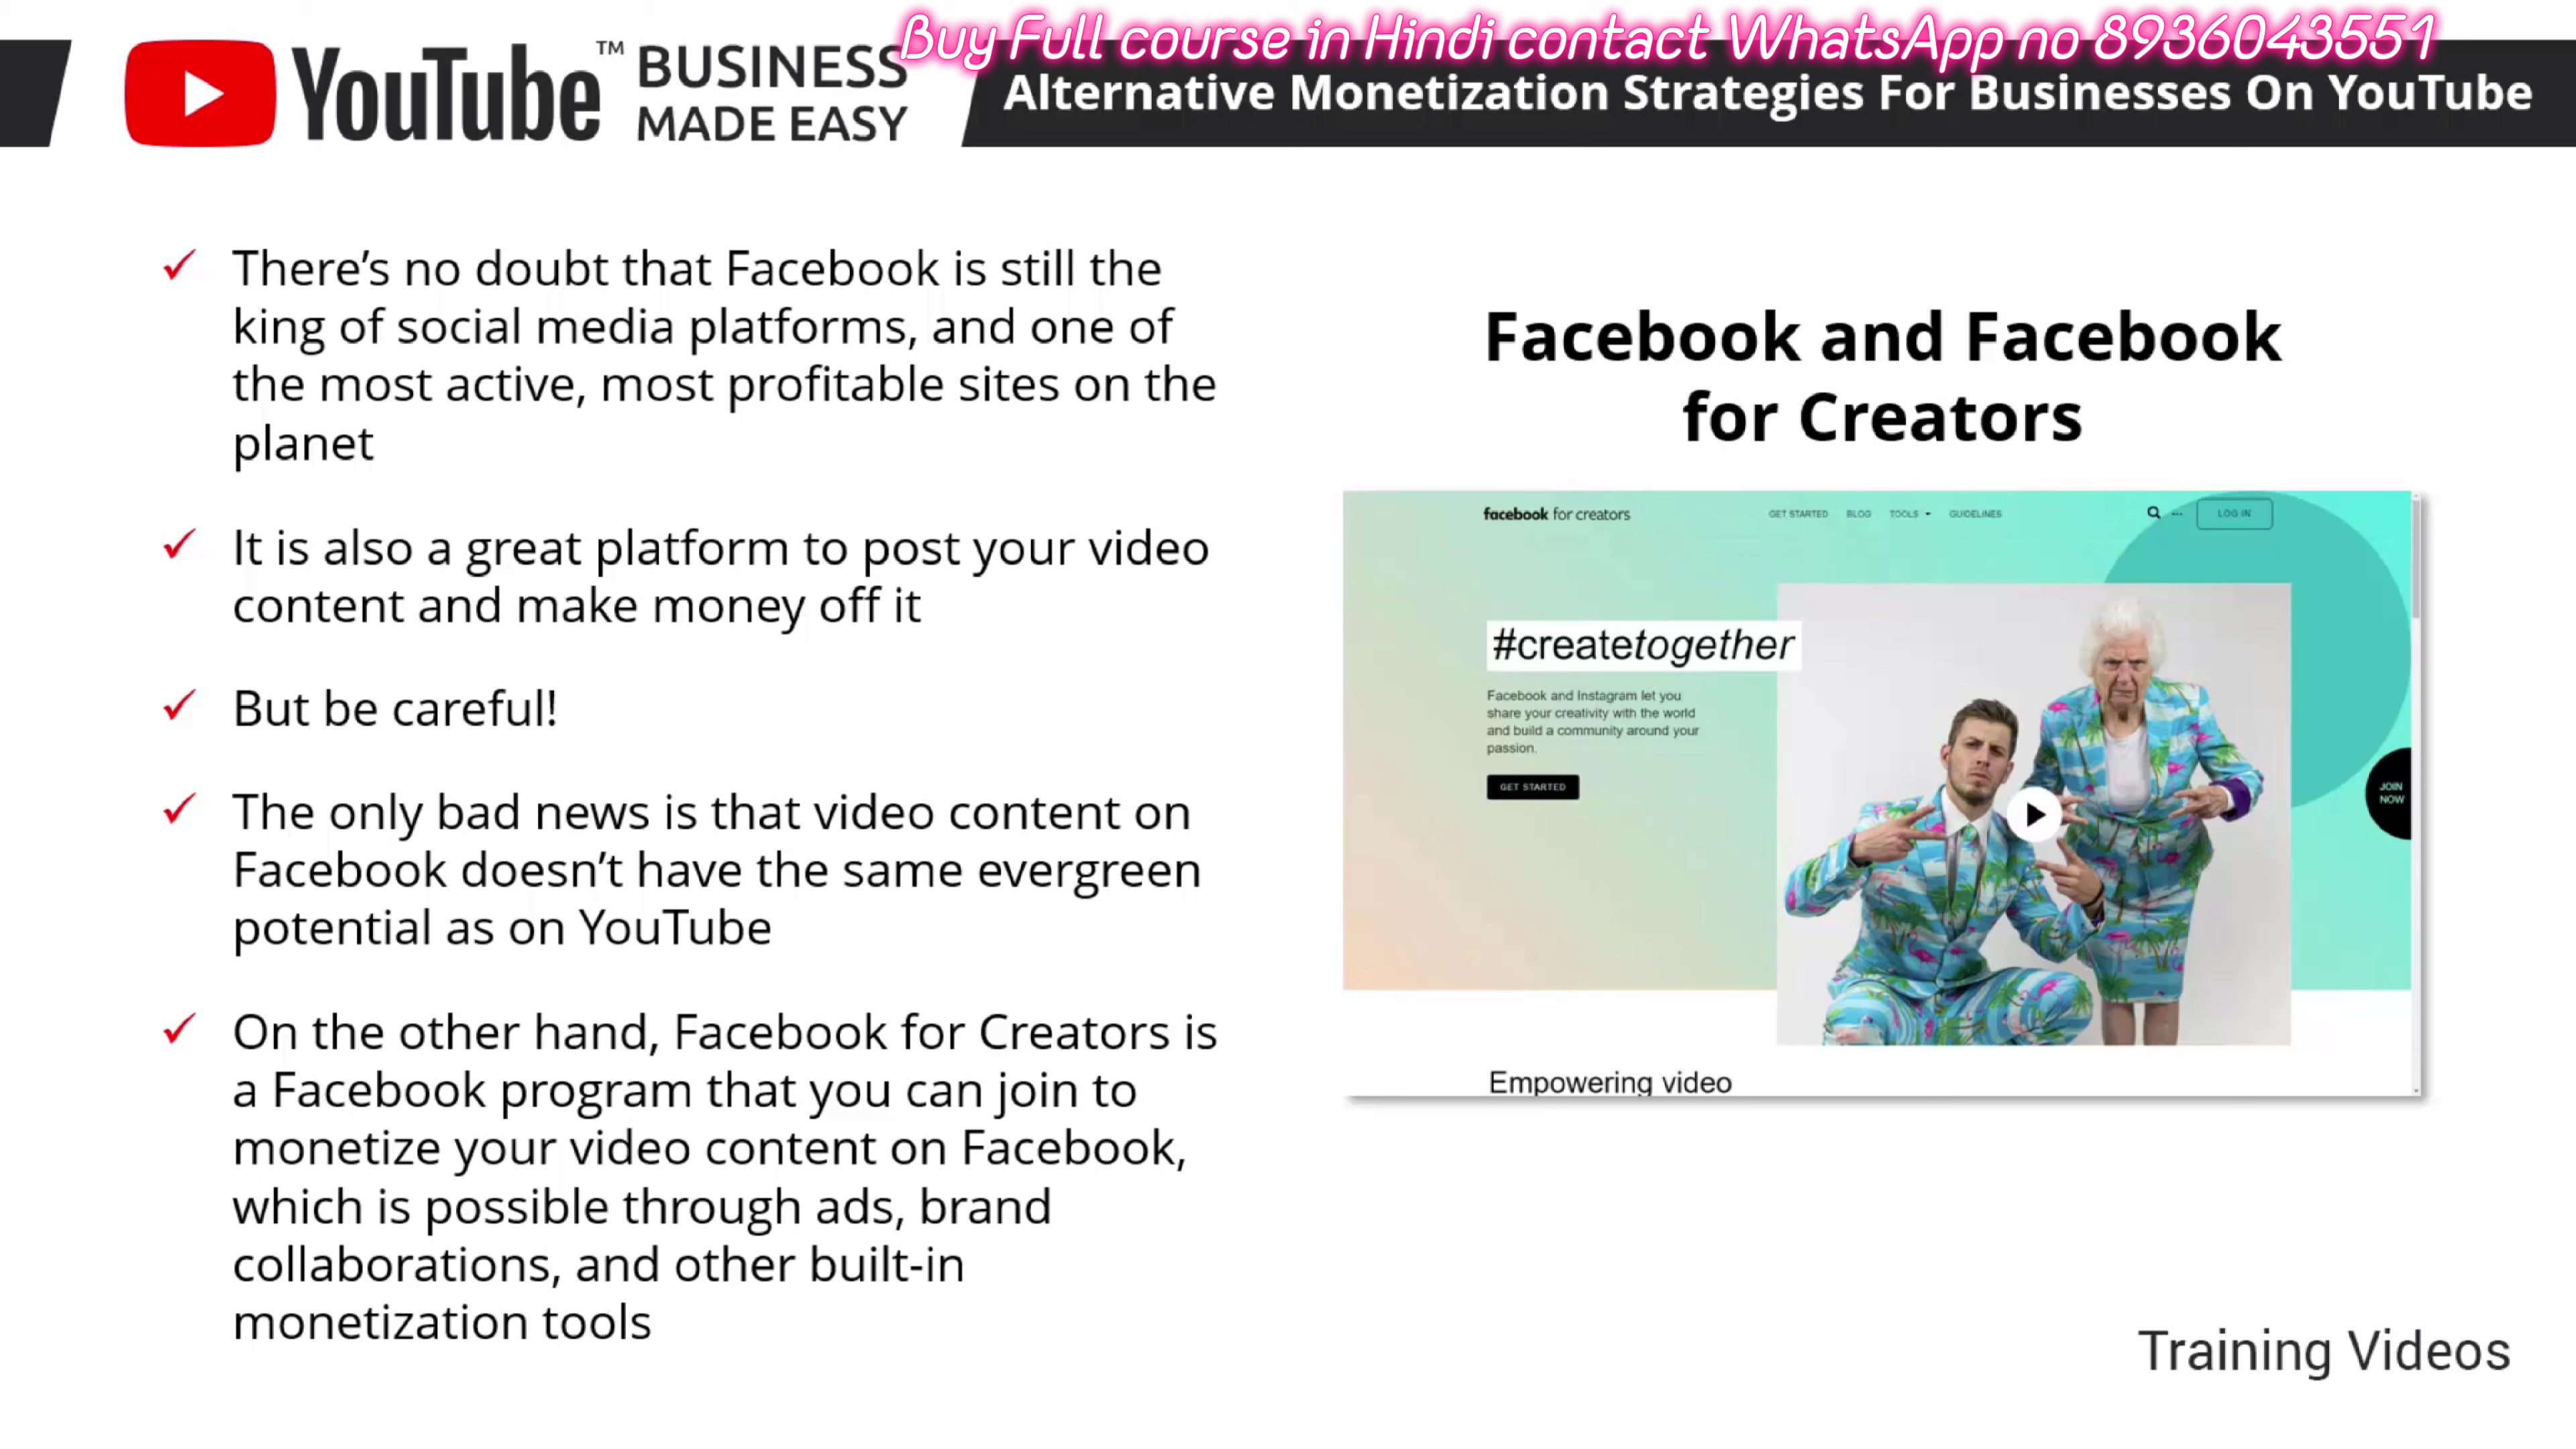 Buy Full course in Hindi contact WhatsApp no 8936043551
YouTube™ BUSINESS
MADE EASY
Alternative Monetization Strategies For Businesses On YouTube
✓ There’s no doubt that Facebook is still the
king of social media platforms, and one of
the most active, most profitable sites on the
planet
✓ It is also a great platform to post your video
content and make money off it
✓ But be careful!
✓ The only bad news is that video content on
Facebook doesn’t have the same evergreen
potential as on YouTube
✓ On the other hand, Facebook for Creators is
a Facebook program that you can join to
monetize your video content on Facebook,
which is possible through ads, brand
collaborations, and other built-in
monetization tools
Facebook and Facebook
for Creators
facebook for creators
GET STARTED BLOG TOOLS GUIDELINES
LOG IN
#createtogether
Facebook and Instagram let you
share your creativity with the world
and build a community around your
passion.
GET STARTED
JOIN
NOW
Empowering video
Training Videos